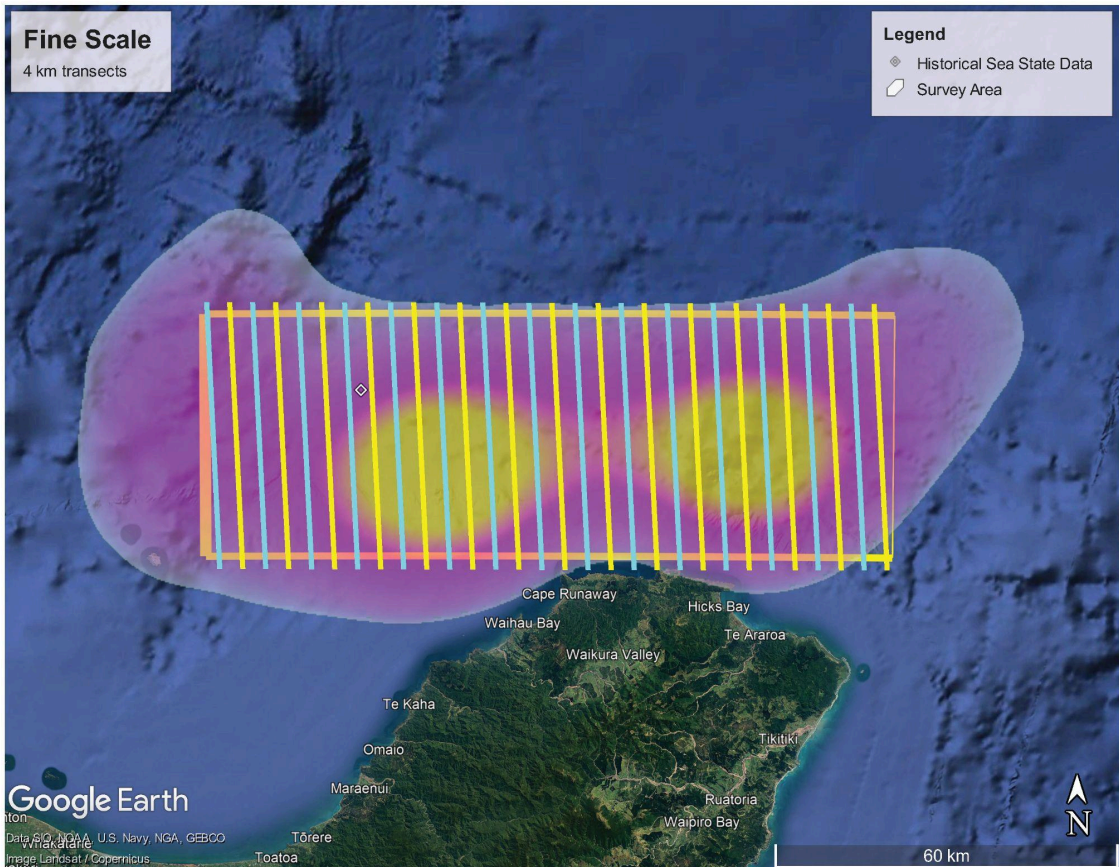 Fine Scale
4 km transects
Legend
Historical Sea State Data
Survey Area
Cape Runaway
Hicks Bay
Waihau Bay
Te Araroa
Waikura Valley
Te Kaha
Tikitiki
Omaio
Maraenui
Ruatoria
Google Earth
nton
Waipiro Bay
Data SIO, NOAA, U.S. Navy, NGA, GEBCO
Whakatāne
Tōrere
Image Landsat / Copernicus
Toatoa
60 km
N